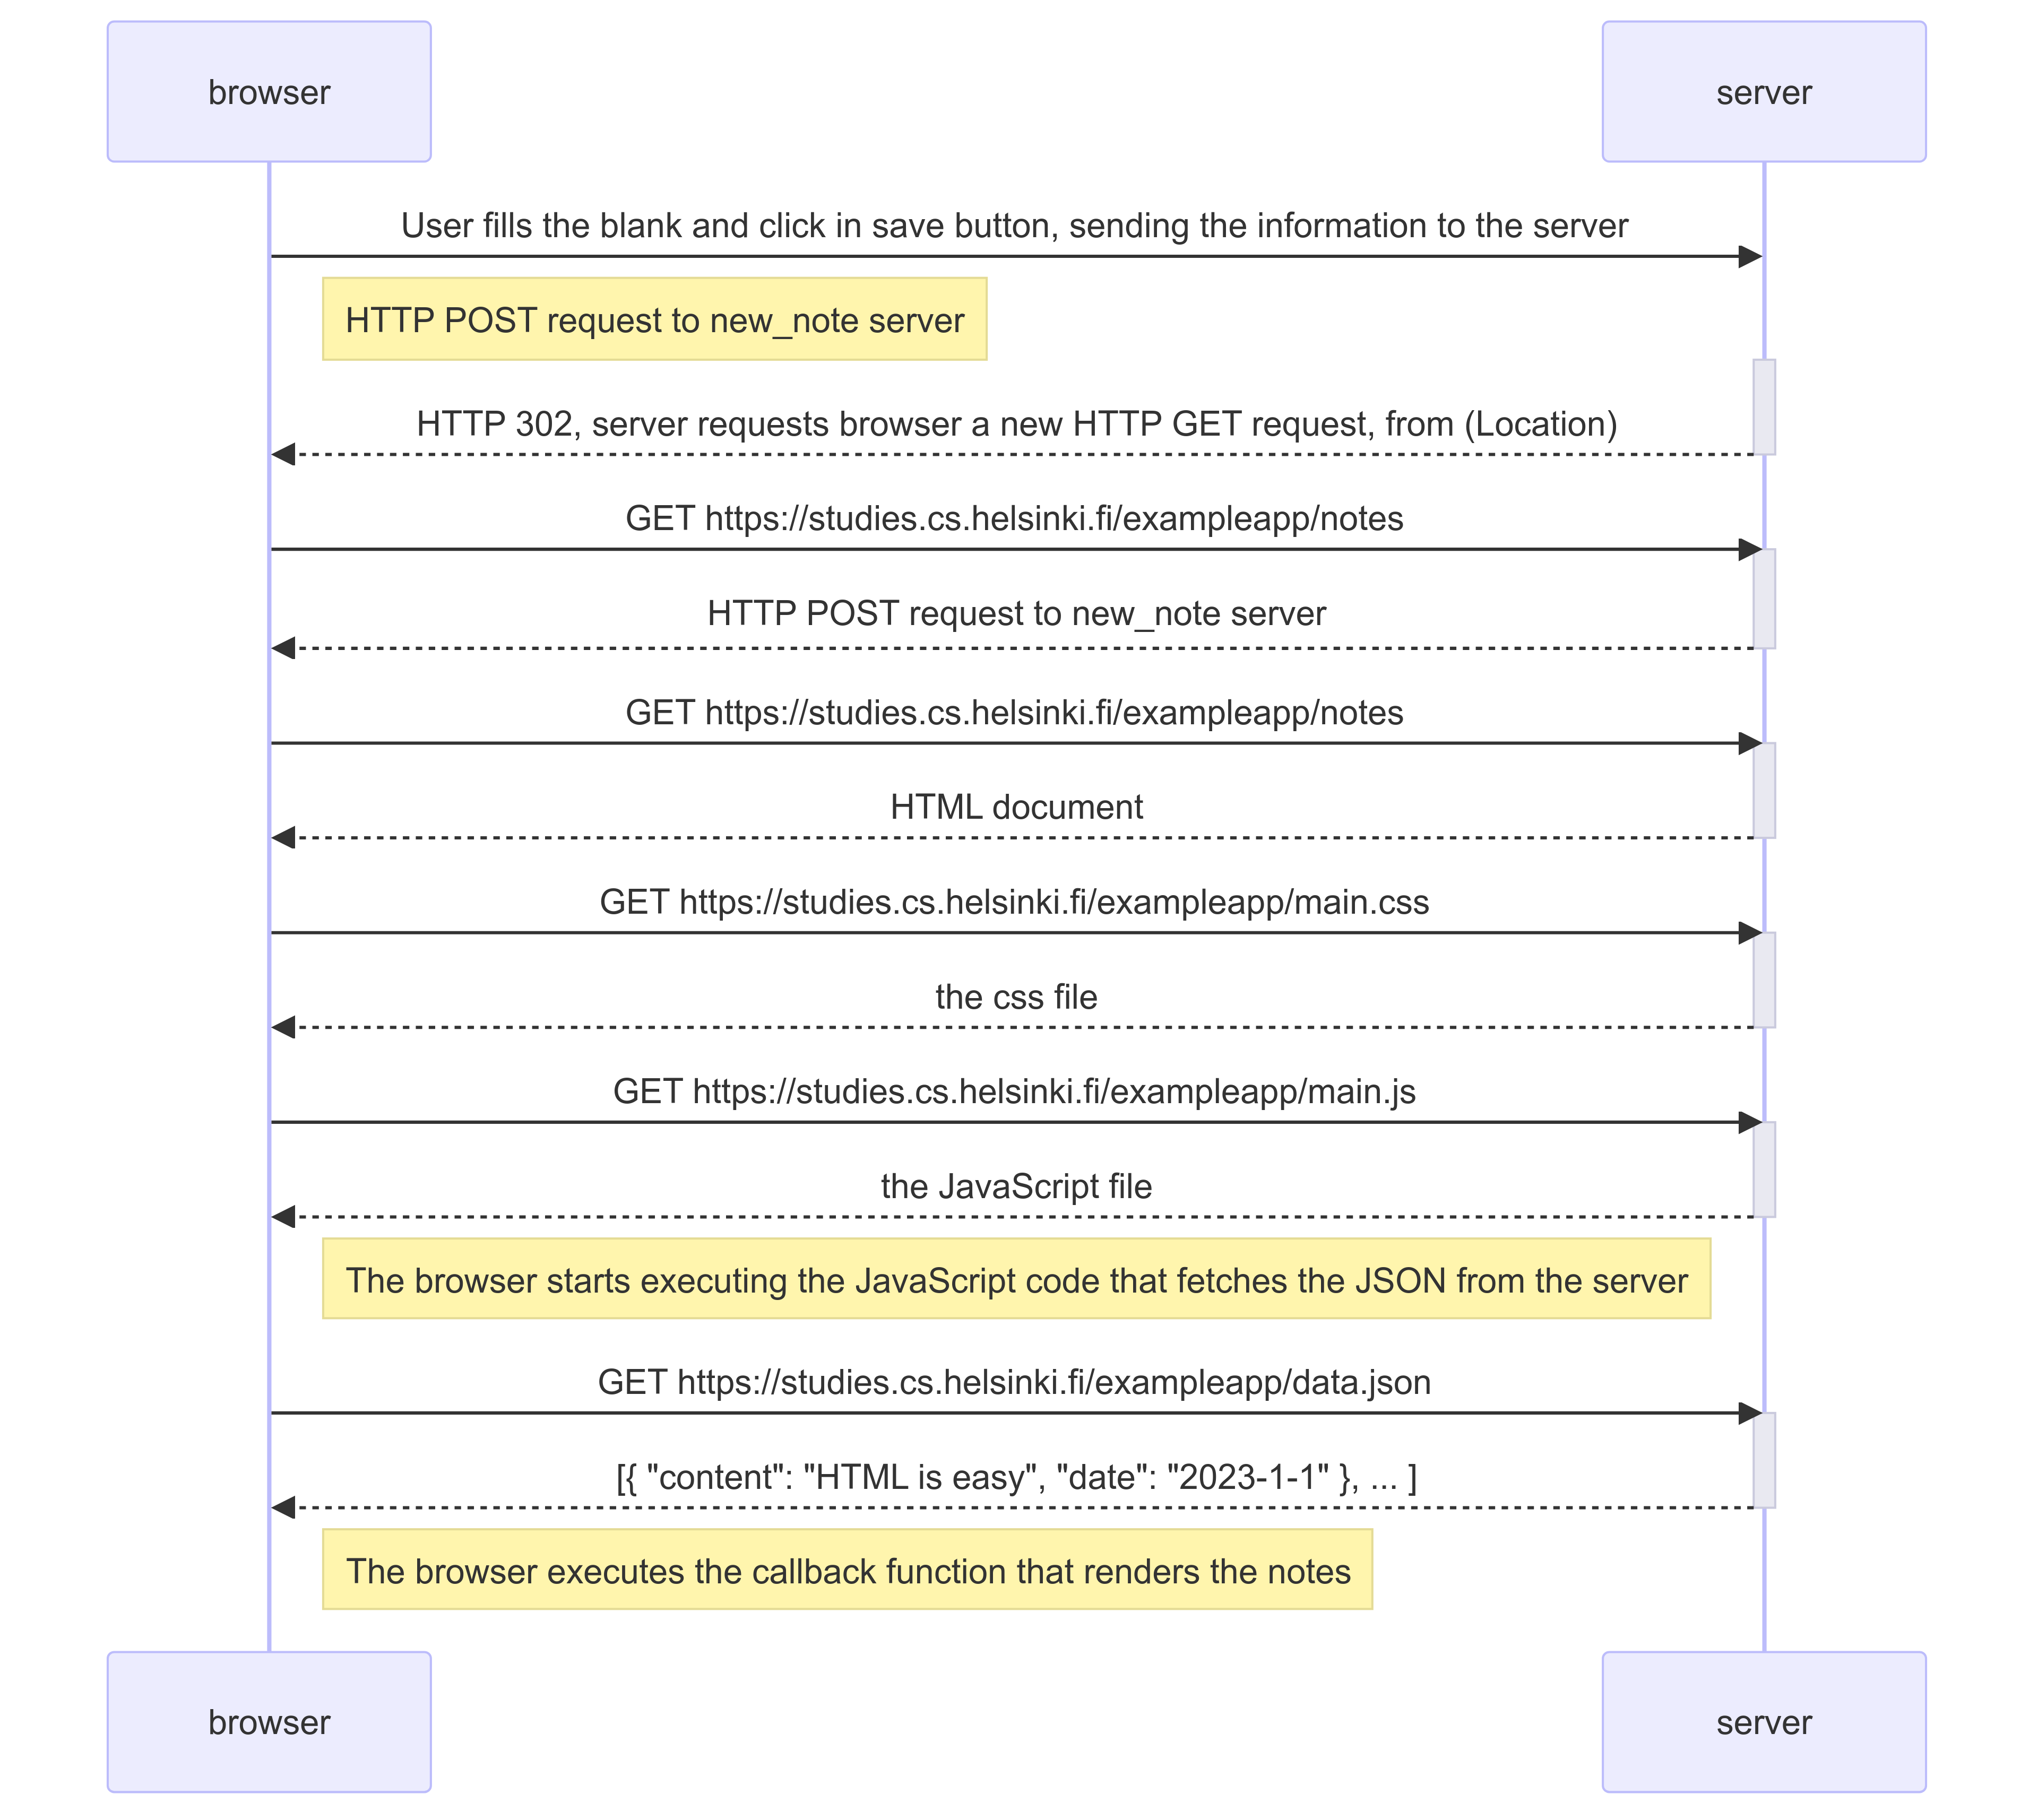 browser
server
User fills the blank and click in save button, sending the information to the server
HTTP POST request to new_note server
HTTP 302, server requests browser a new HTTP GET request, from (Location)
GET https://studies.cs.helsinki.fi/exampleapp/notes
HTTP POST request to new_note server
GET https://studies.cs.helsinki.fi/exampleapp/notes
HTML document
GET https://studies.cs.helsinki.fi/exampleapp/main.css
the css file
GET https://studies.cs.helsinki.fi/exampleapp/main.js
the JavaScript file
The browser starts executing the JavaScript code that fetches the JSON from the server
GET https://studies.cs.helsinki.fi/exampleapp/data.json
[{ "content": "HTML is easy", "date": "2023-1-1" }, ... ]
The browser executes the callback function that renders the notes
browser
server